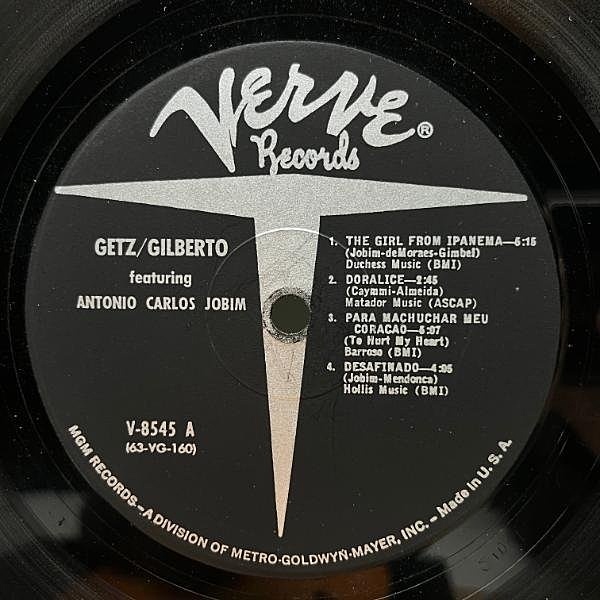 Verve®
Records
GETZ/GILBERTO
featuring
ANTONIO CARLOS JOBIM
1. THE GIRL FROM IPANEMA—5:15
(Jobim-deMoraes-Gimbel)
Duchess Music (BMI)
2. DORALICE—2:45
(Caymmi-Almeida)
Matador Music (ASCAP)
3. PARA MACHUCHAR MEU
CORACAO—5:07
(To Hurt My Heart)
Barroso (BMI)
4. DESAFINADO—4:05
(Jobim-Mendonca)
Hollis Music (BMI)
V-8545 A
(63-VG-160)
MGM RECORDS—A DIVISION OF METRO-GOLDWYN-MAYER, INC. – Made in U. S. A.